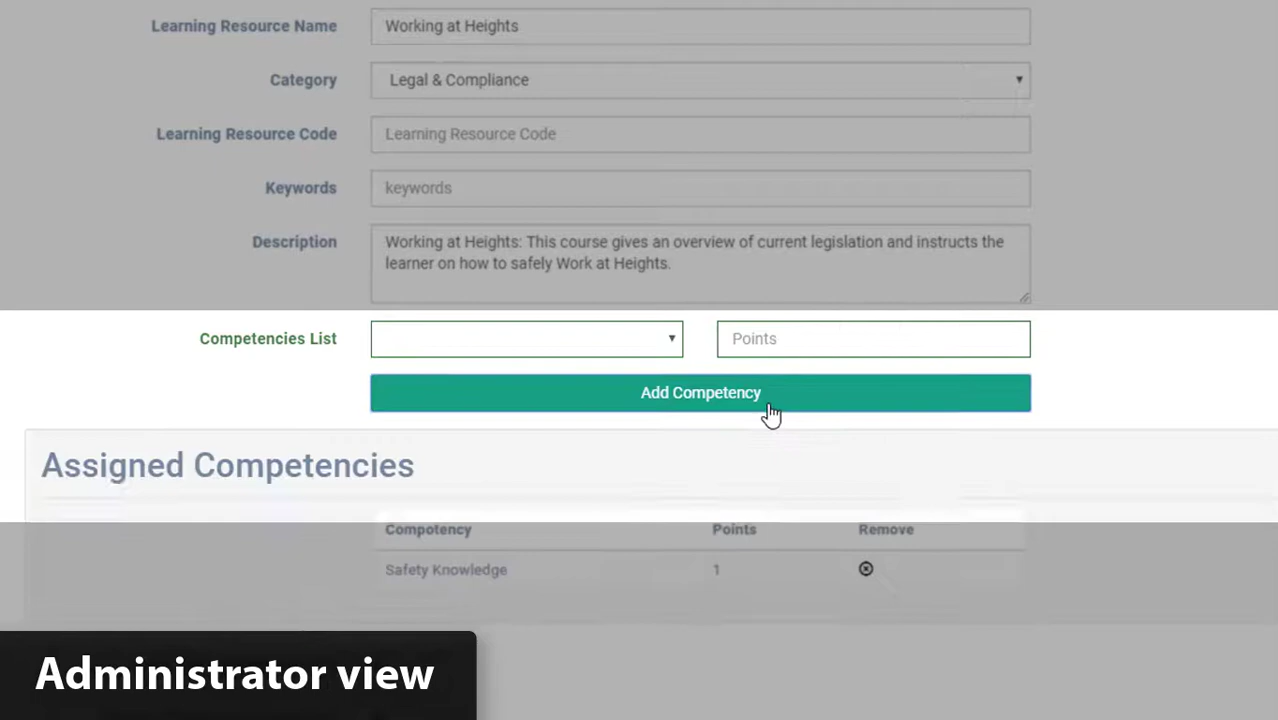 Learning Resource Name
Working at Heights
Category
Legal & Compliance
Learning Resource Code
Learning Resource Code
Keywords
keywords
Description
Working at Heights: This course gives an overview of current legislation and instructs the
learner on how to safely Work at Heights.
Competencies List
Points
Add Competency
Assigned Competencies
Compotency Points Remove
Safety Knowledge 1
Administrator view